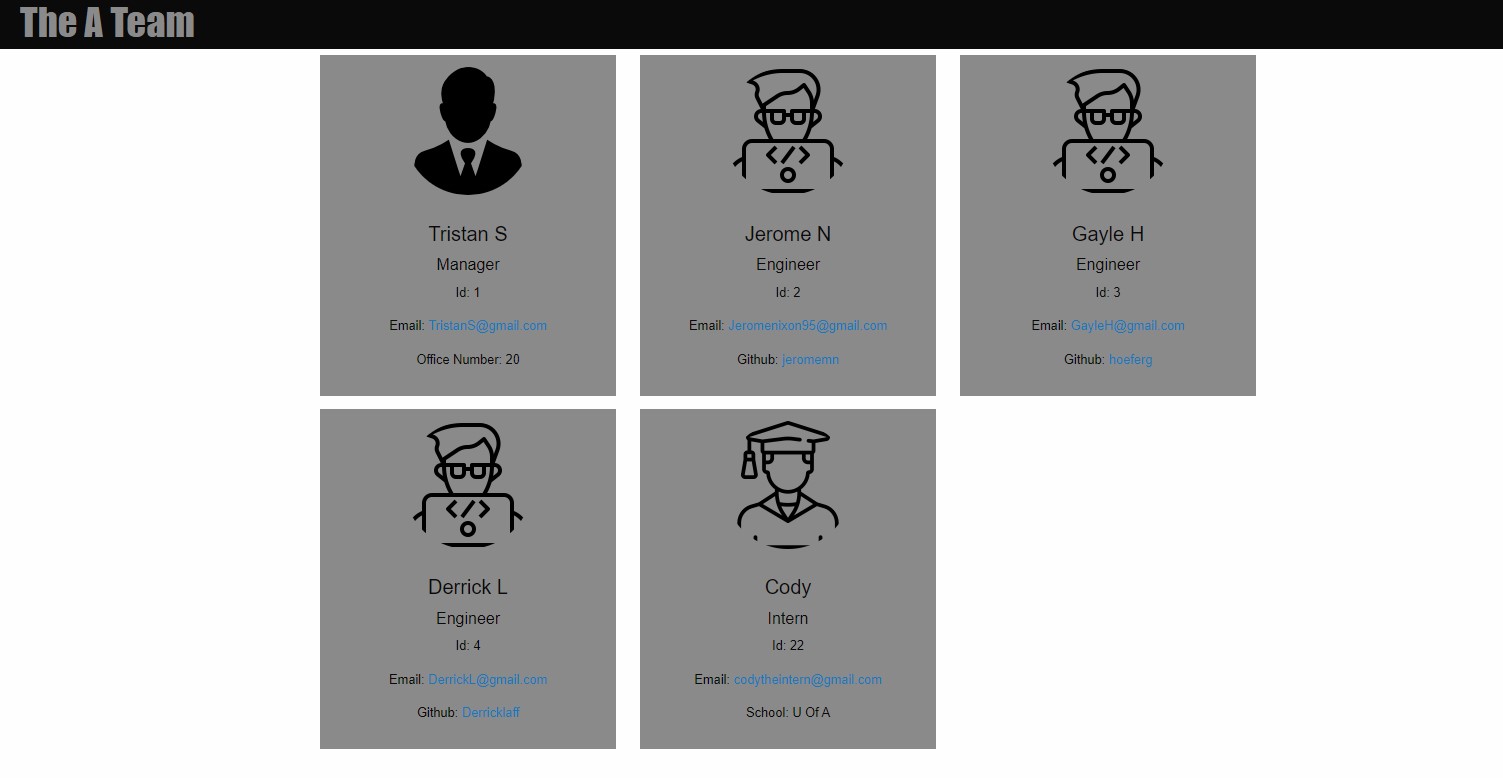 The A Team
Tristan S
Manager
Id: 1
Email: TristanS@gmail.com
Office Number: 20
Jerome N
Engineer
Id: 2
Email: Jeromenixon95@gmail.com
Github: jeromemn
Gayle H
Engineer
Id: 3
Email: GayleH@gmail.com
Github: hoeferg
Derrick L
Engineer
Id: 4
Email: DerrickL@gmail.com
Github: Derricklaff
Cody
Intern
Id: 22
Email: codytheintern@gmail.com
School: U Of A